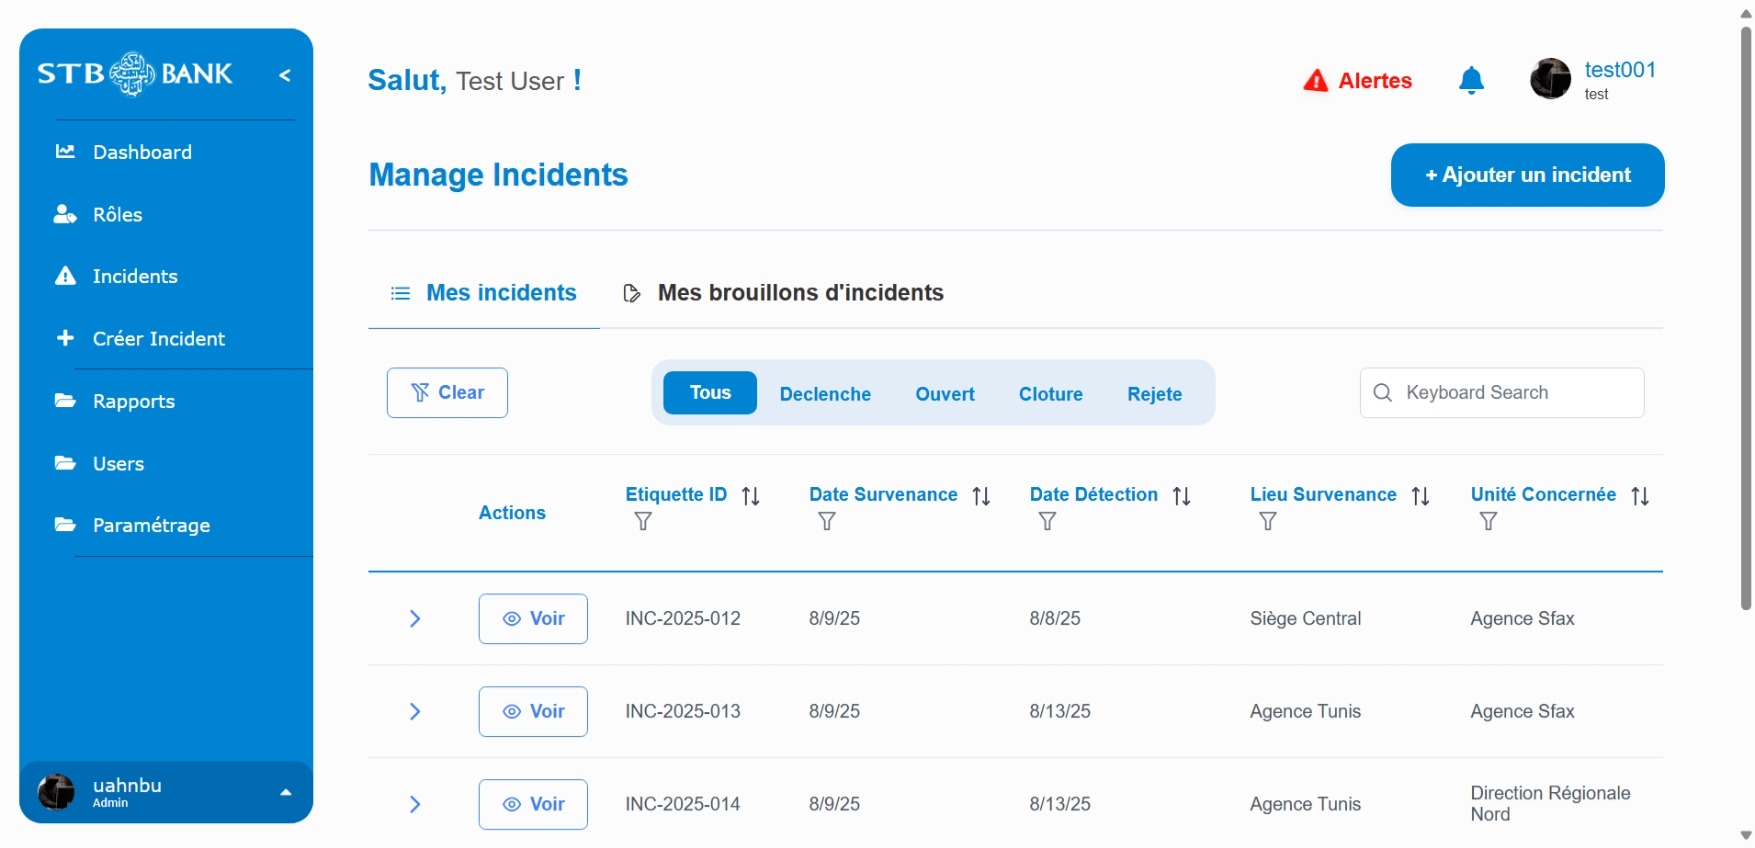 STB BANK
<
Dashboard
Rôles
Incidents
Créer Incident
Rapports
Users
Paramétrage
uahnbu
Admin
Salut, Test User !
Alertes
test001
test
Manage Incidents
+ Ajouter un incident
Mes incidents
Mes brouillons d'incidents
Clear
Tous
Declenche
Ouvert
Cloture
Rejete
Keyboard Search
Actions
Etiquette ID
Date Survenance
Date Détection
Lieu Survenance
Unité Concernée
Voir INC-2025-012 8/9/25 8/8/25 Siège Central Agence Sfax
Voir INC-2025-013 8/9/25 8/13/25 Agence Tunis Agence Sfax
Voir INC-2025-014 8/9/25 8/13/25 Agence Tunis Direction Régionale
Nord